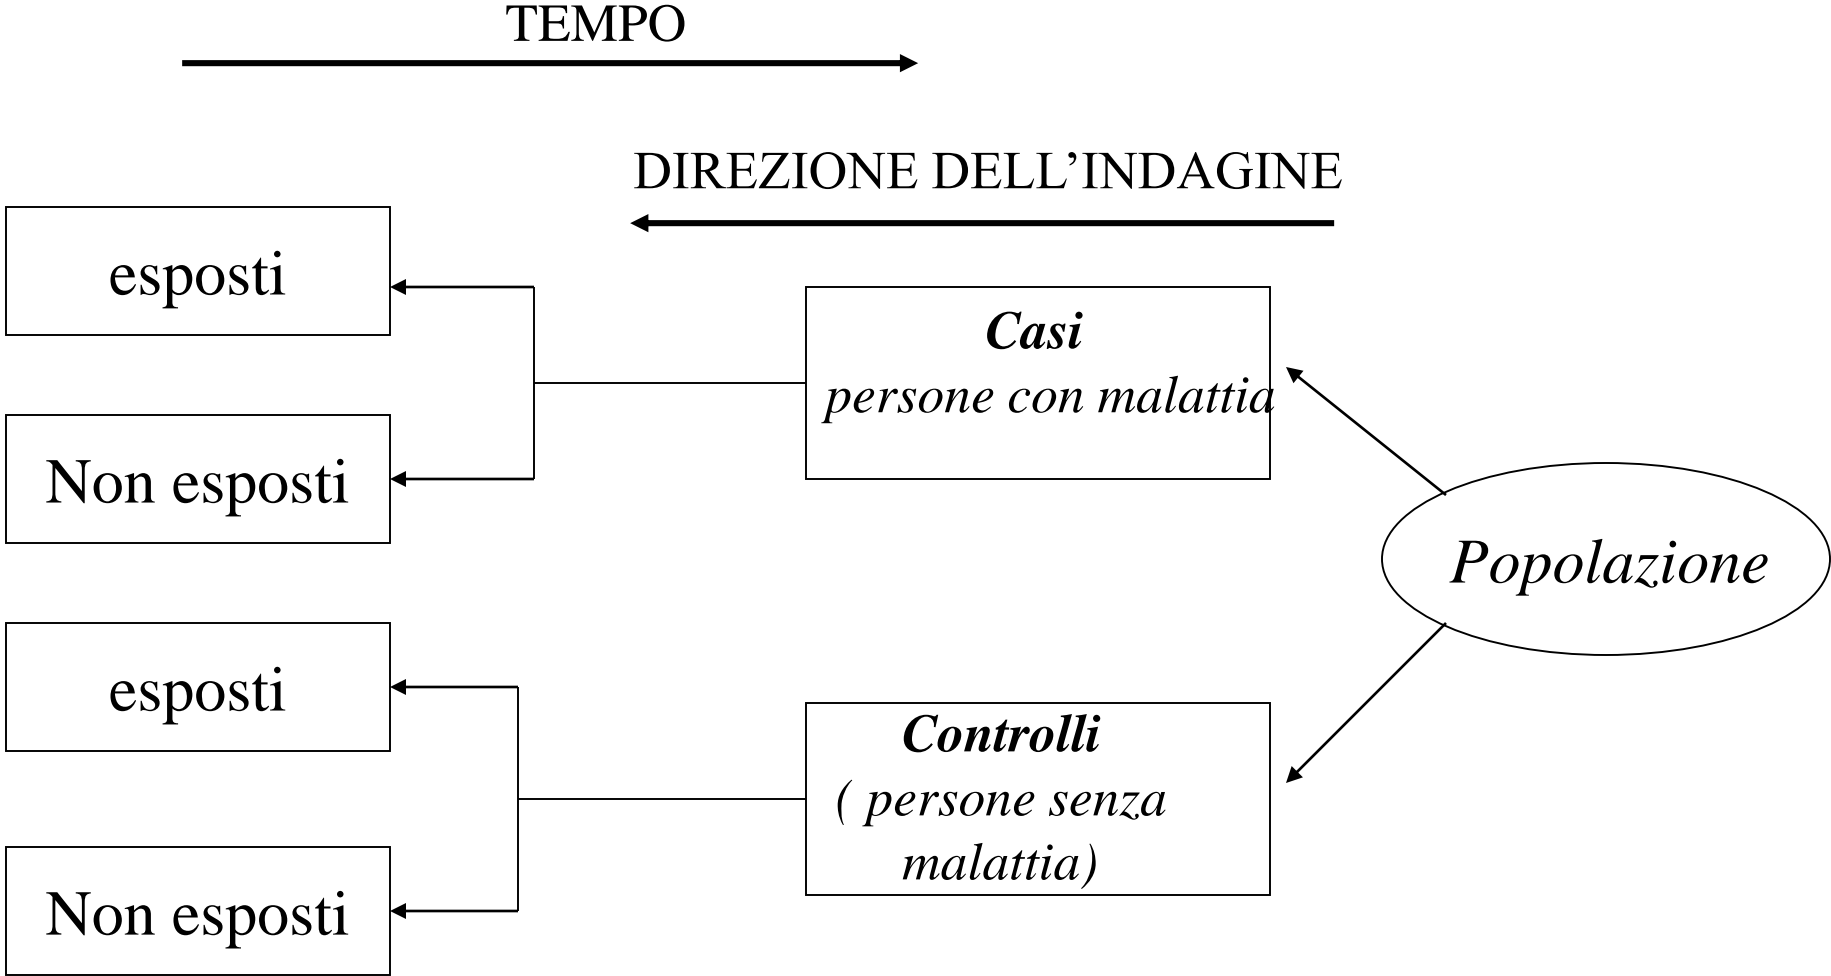 TEMPO
DIREZIONE DELL’INDAGINE
esposti
Casi
persone con malattia
Non esposti
Popolazione
esposti
Controlli
( persone senza
malattia)
Non esposti